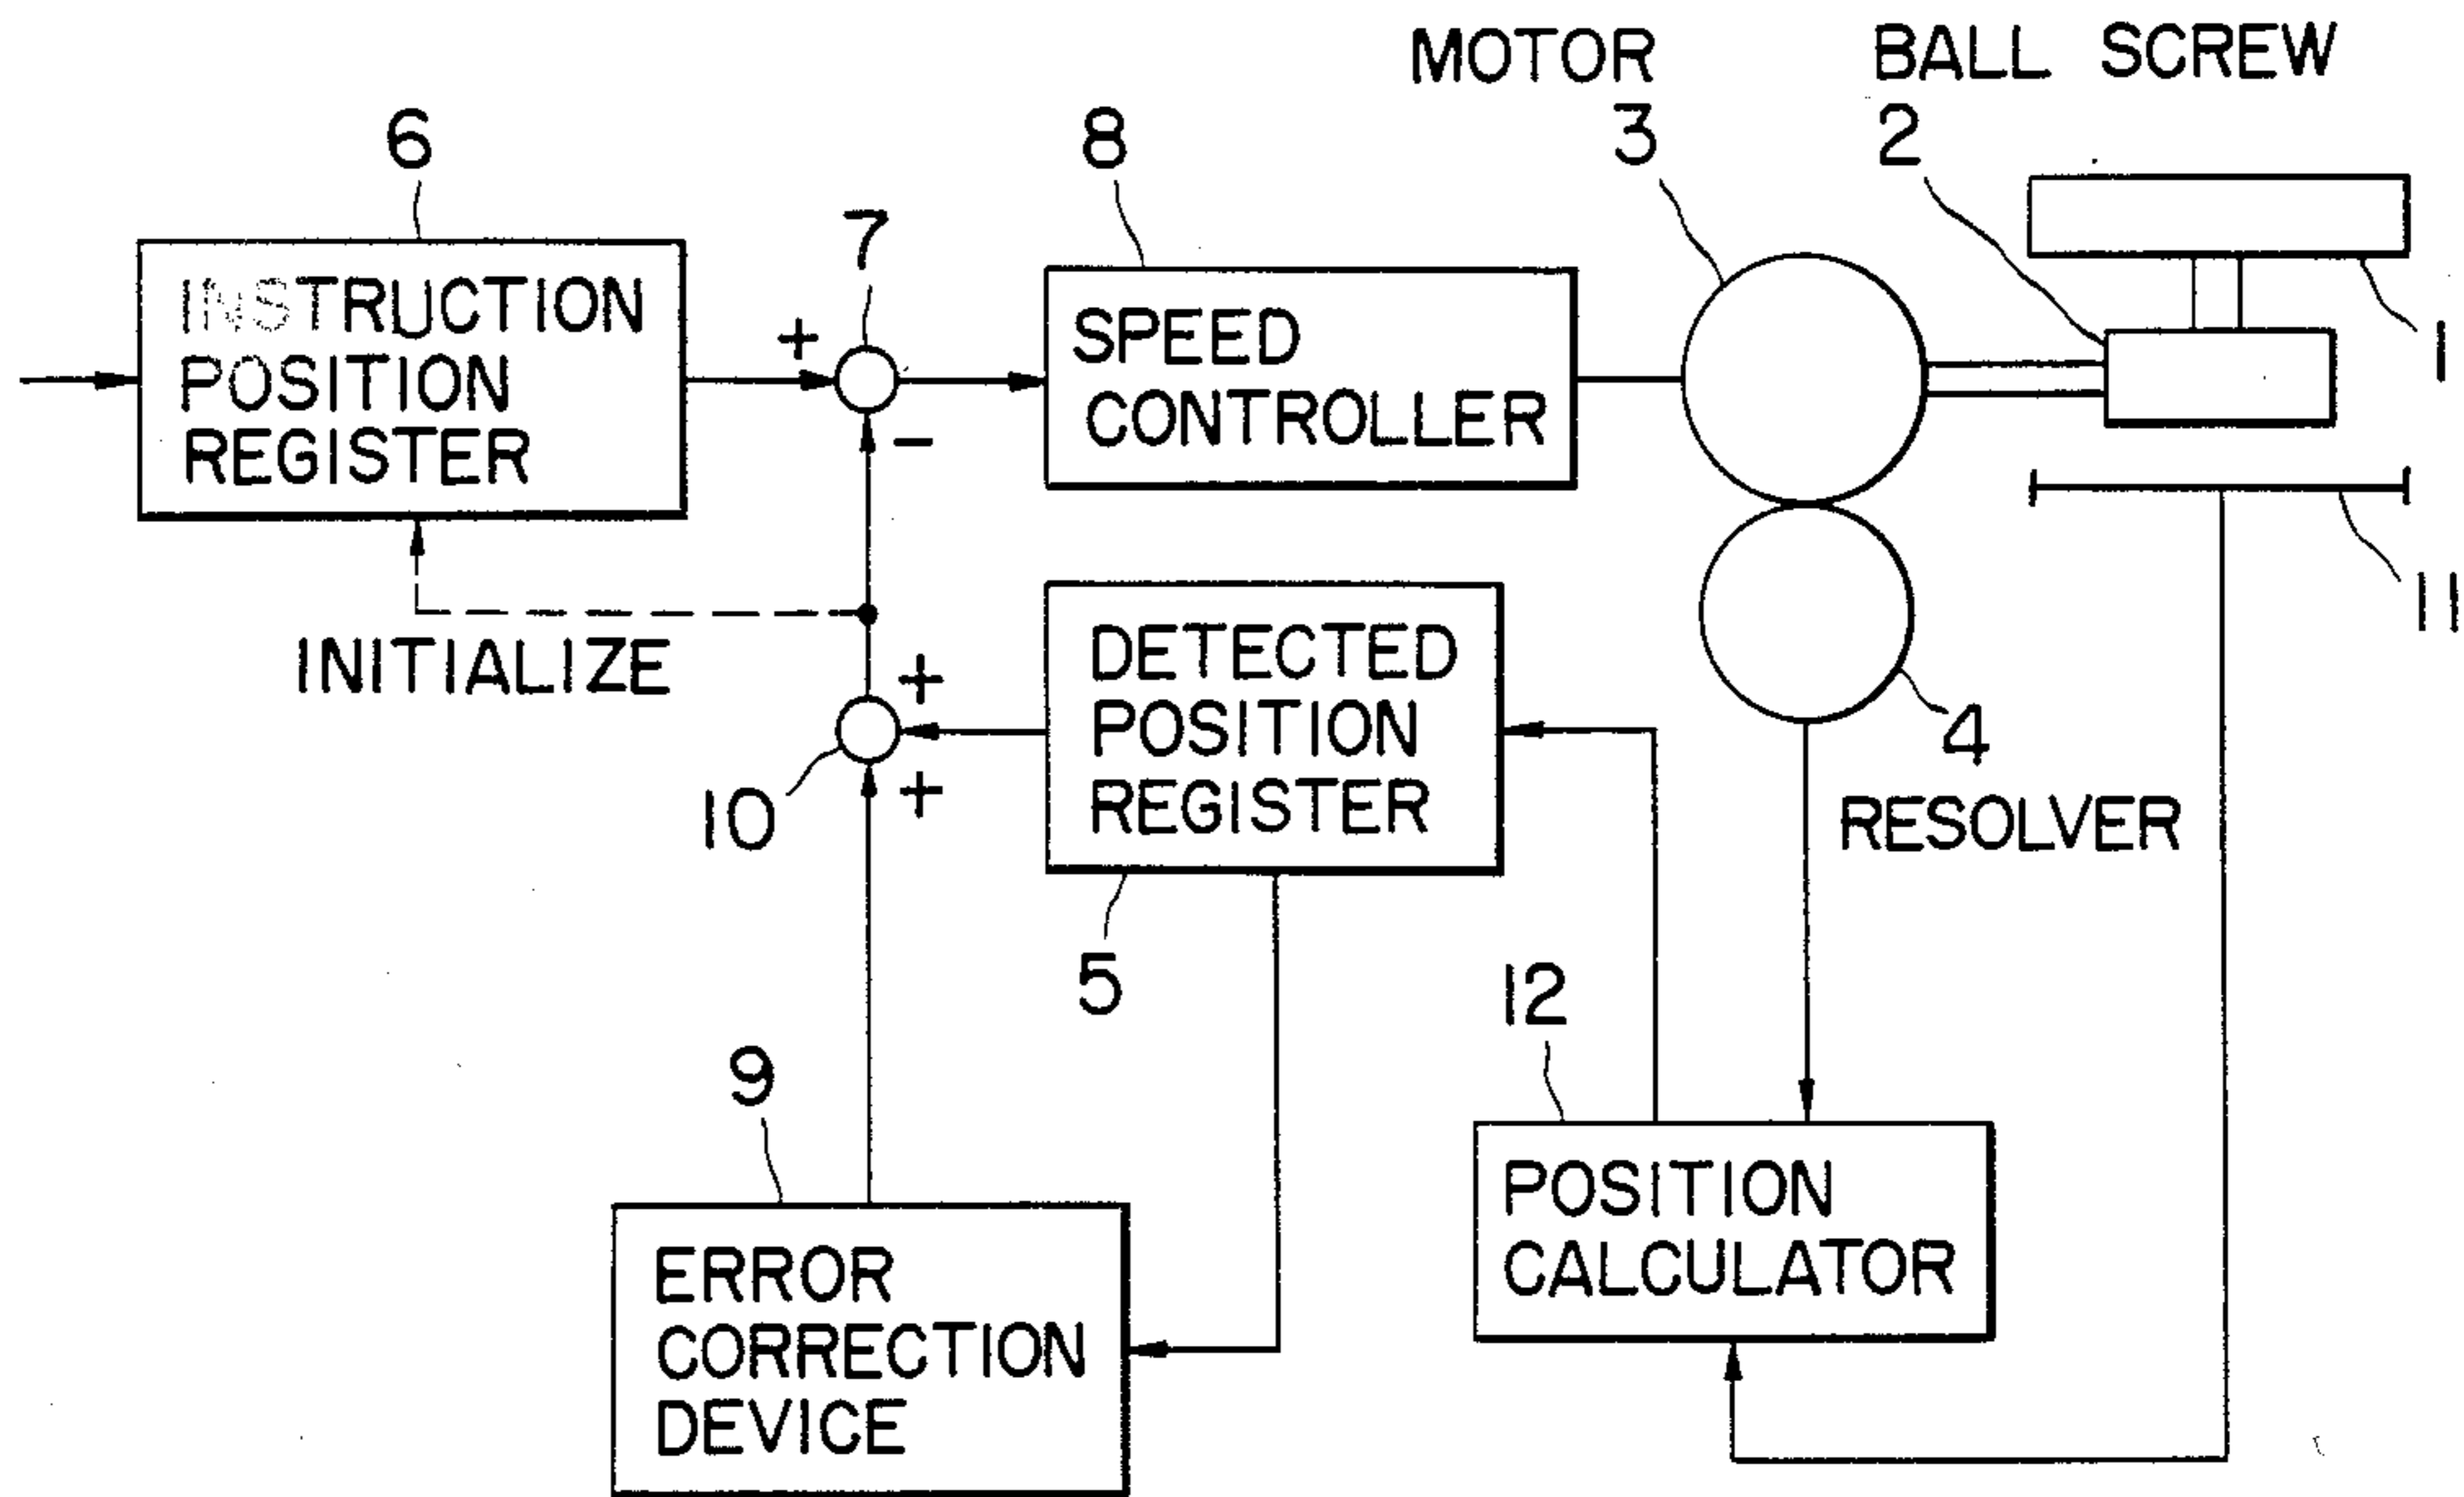 MOTOR
3
BALL SCREW
2
6
8
7
INSTRUCTION
POSITION
REGISTER
+
-
SPEED
CONTROLLER
1
11
INITIALIZE
DETECTED
POSITION
REGISTER
+
+
10
4
RESOLVER
5
12
9
POSITION
CALCULATOR
ERROR
CORRECTION
DEVICE